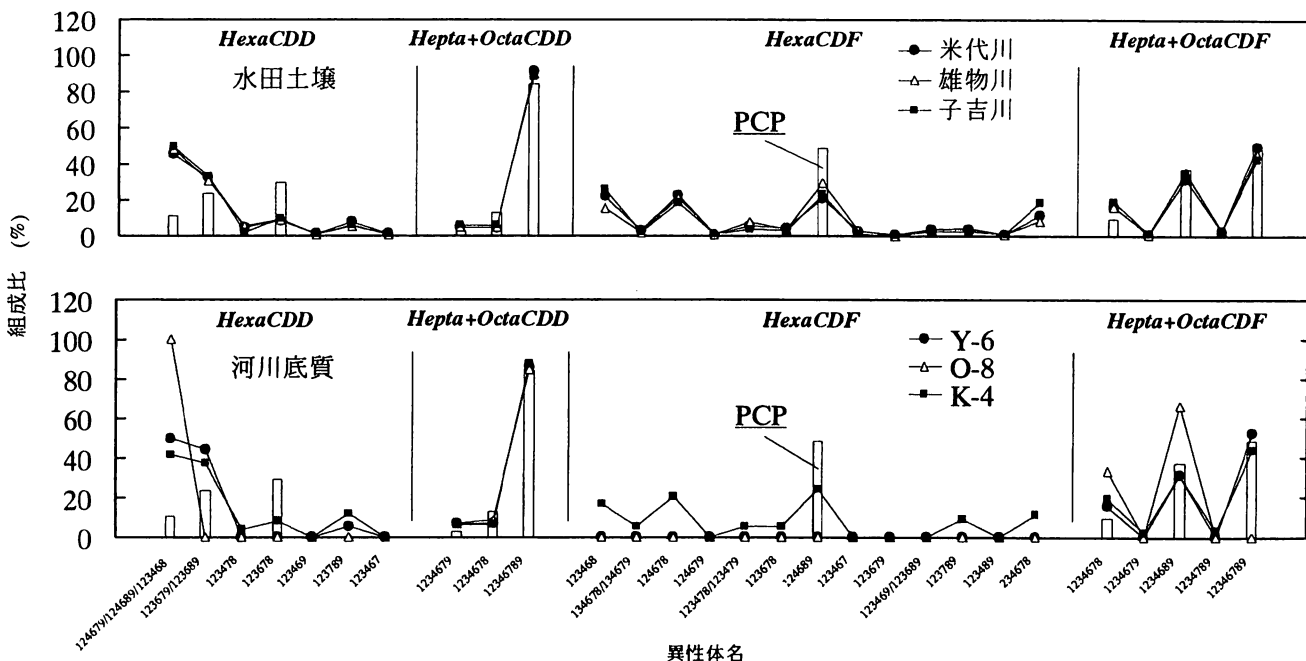 120
100
80
60
40
20
0
HexaCDD
Hepta+OctaCDD
HexaCDF
Hepta+OctaCDF
水田土壌
PCP
米代川
雄物川
子吉川
組成比 (%)
120
100
80
60
40
20
0
HexaCDD
Hepta+OctaCDD
HexaCDF
Hepta+OctaCDF
河川底質
PCP
Y-6
O-8
K-4
124679/124689/123468
123679/123689
123478
123678
123469
123789
123467
1234679
1234678
12346789
123468
134678/134679
124678
124679
123478/123479
123678
124689
123467
123679
123469/123689
123789
123489
234678
1234678
1234679
1234689
1234789
12346789
異性体名